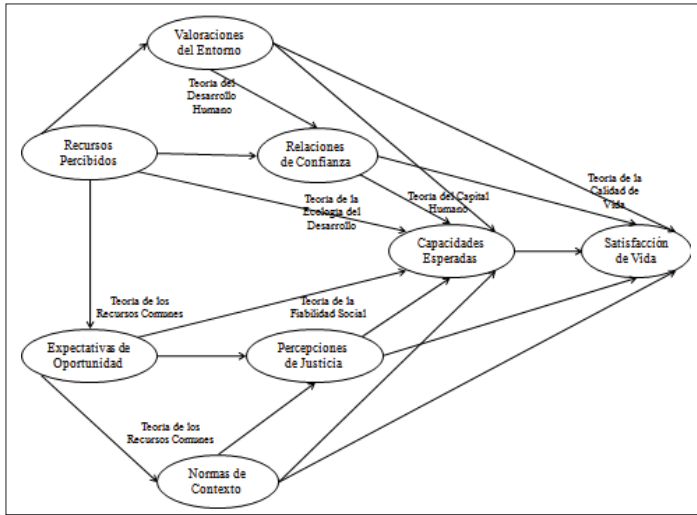 Valoraciones
del Entorno
Teoría del
Desarrollo
Humano
Recursos
Percibidos
Relaciones
de Confianza
Teoría de la
Calidad de
Vida
Teoría de la
Ecología del
Desarrollo
Teoría del Capital
Humano
Capacidades
Esperadas
Satisfacción
de Vida
Teoría de los
Recursos Comunes
Teoría de la
Fiabilidad Social
Expectativas de
Oportunidad
Percepciones
de Justicia
Teoría de los
Recursos Comunes
Normas de
Contexto